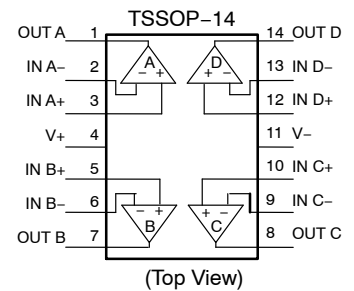 TSSOP−14
OUT A 1 14 OUT D
IN A− 2 A D 13 IN D−
− + + −
IN A+ 3 12 IN D+
V+ 4 11 V−
IN B+ 5 10 IN C+
IN B− 6 − + + − 9 IN C−
B C
OUT B 7 8 OUT C
(Top View)